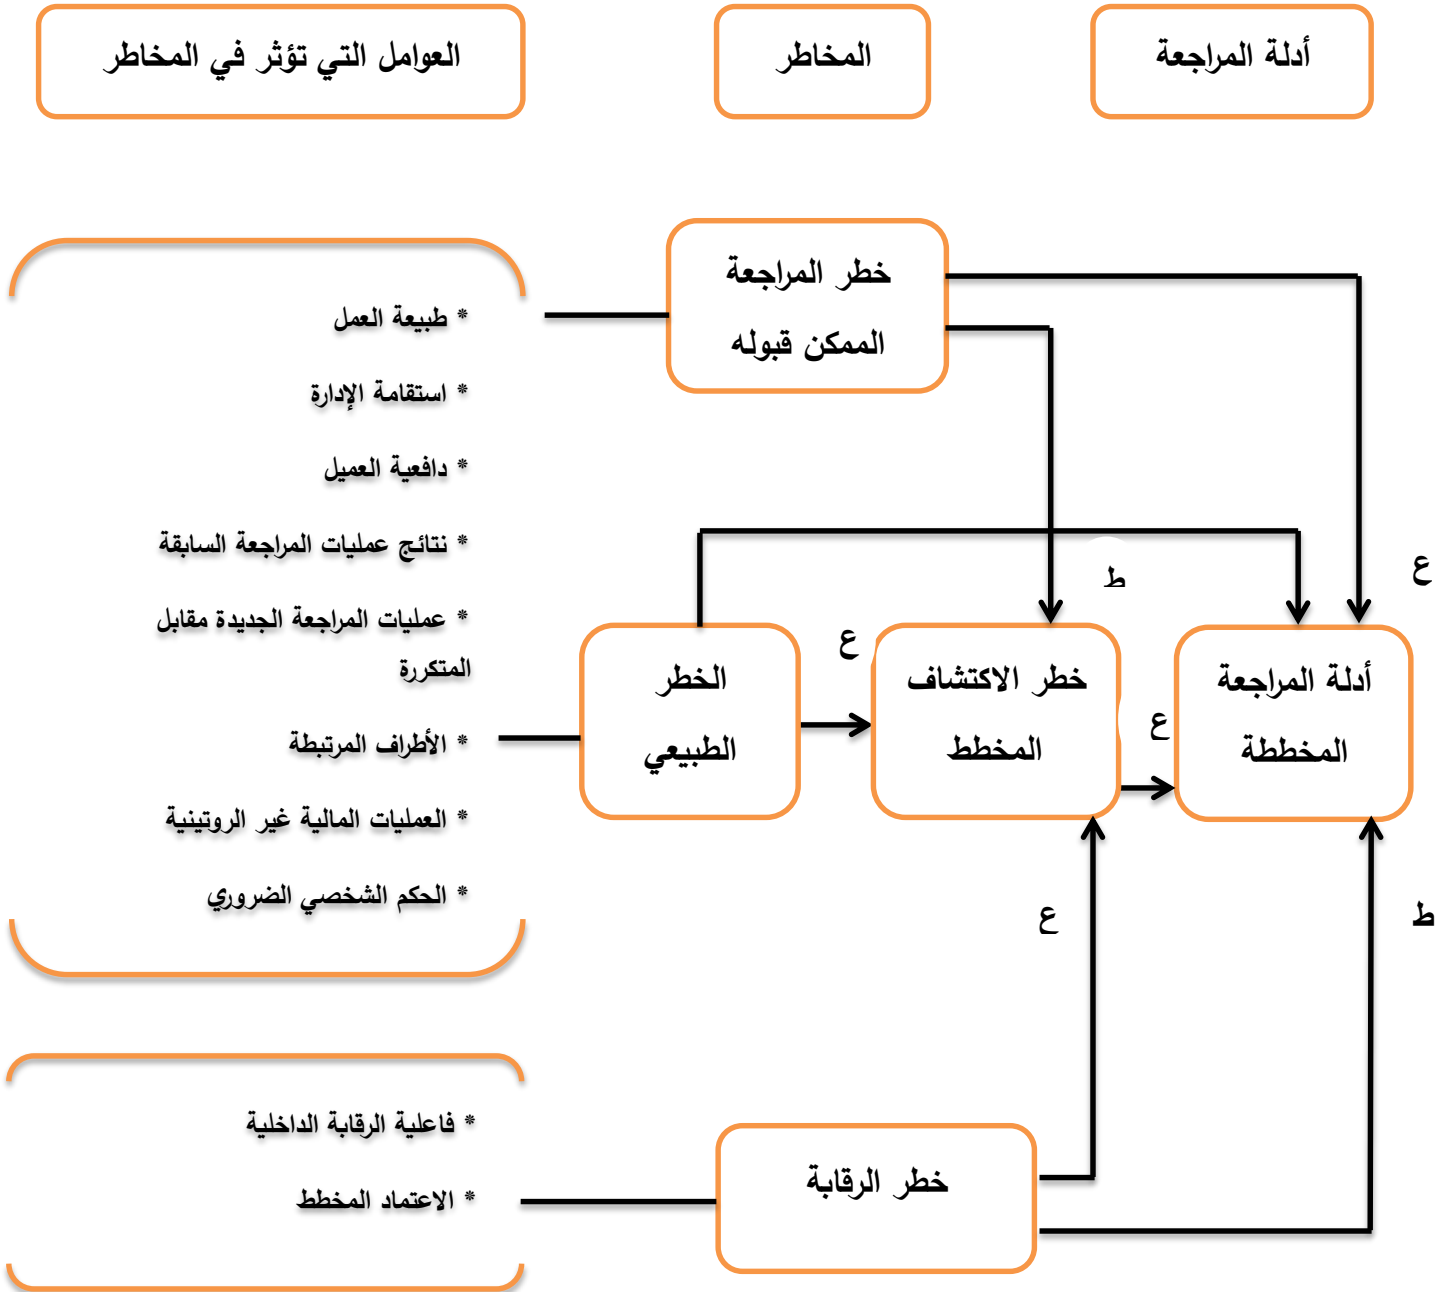 أدلة المراجعة
المخاطر
العوامل التي تؤثر في المخاطر
خطر المراجعة
الممكن قبوله
* طبيعة العمل
* استقامة الإدارة
* دافعية العميل
* نتائج عمليات المراجعة السابقة
* عمليات المراجعة الجديدة مقابل
المتكررة
* الأطراف المرتبطة
* العمليات المالية غير الروتينية
* الحكم الشخصي الضروري
ع
ط
أدلة المراجعة
المخططة
ع
خطر الاكتشاف
المخطط
ع
الخطر
الطبيعي
ط
ع
* فاعلية الرقابة الداخلية
* الاعتماد المخطط
خطر الرقابة